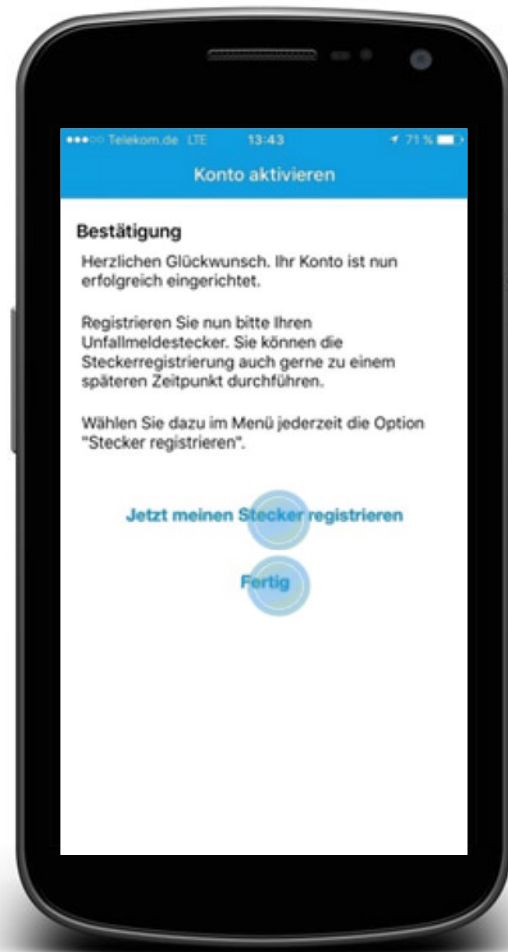 Telekom.de LTE 13:43 71 %
Konto aktivieren
Bestätigung
Herzlichen Glückwunsch. Ihr Konto ist nun
erfolgreich eingerichtet.
Registrieren Sie nun bitte Ihren
Unfallmeldestecker. Sie können die
Steckerregistrierung auch gerne zu einem
späteren Zeitpunkt durchführen.
Wählen Sie dazu im Menü jederzeit die Option
"Stecker registrieren".
Jetzt meinen Stecker registrieren
Fertig